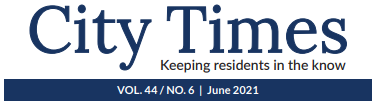 City Times
Keeping residents in the know
VOL. 44 / NO. 6 | June 2021